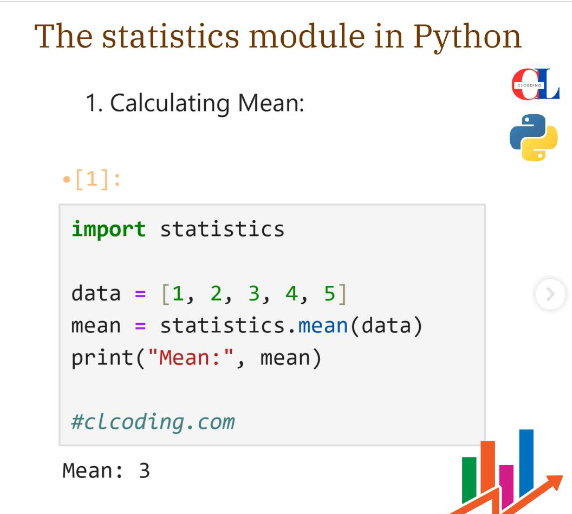 The statistics module in Python
CLCODING
1. Calculating Mean:
•[1]:
import statistics
data = [1, 2, 3, 4, 5]
mean = statistics.mean(data)
print("Mean:", mean)
#clcoding.com
Mean: 3